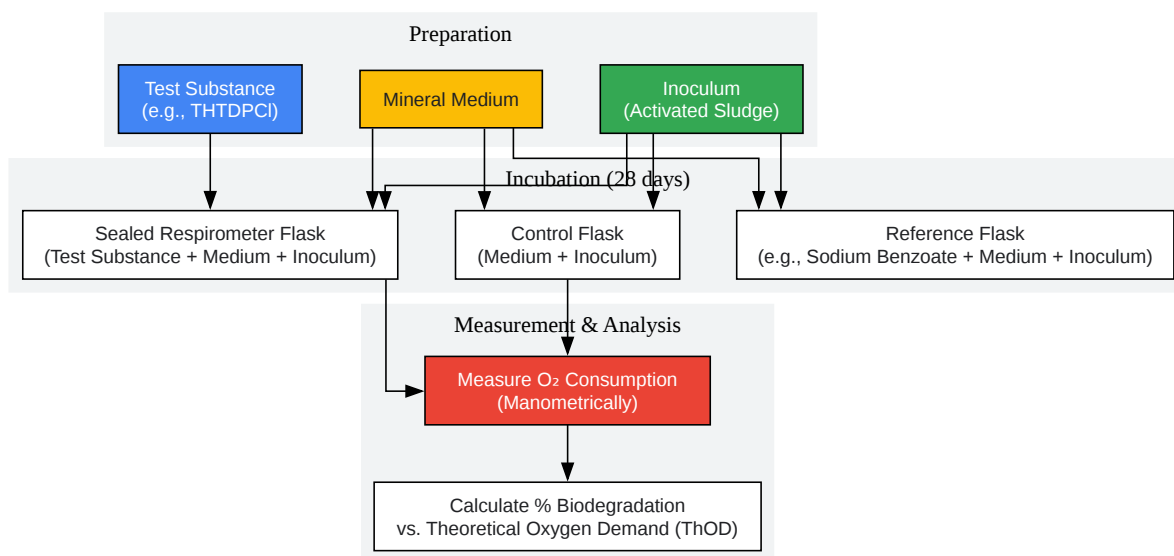 Preparation
Test Substance
(e.g., THTDPCl)
Mineral Medium
Inoculum
(Activated Sludge)
Incubation (28 days)
Sealed Respirometer Flask
(Test Substance + Medium + Inoculum)
Control Flask
(Medium + Inoculum)
Reference Flask
(e.g., Sodium Benzoate + Medium + Inoculum)
Measurement & Analysis
Measure O₂ Consumption
(Manometrically)
Calculate % Biodegradation
vs. Theoretical Oxygen Demand (ThOD)